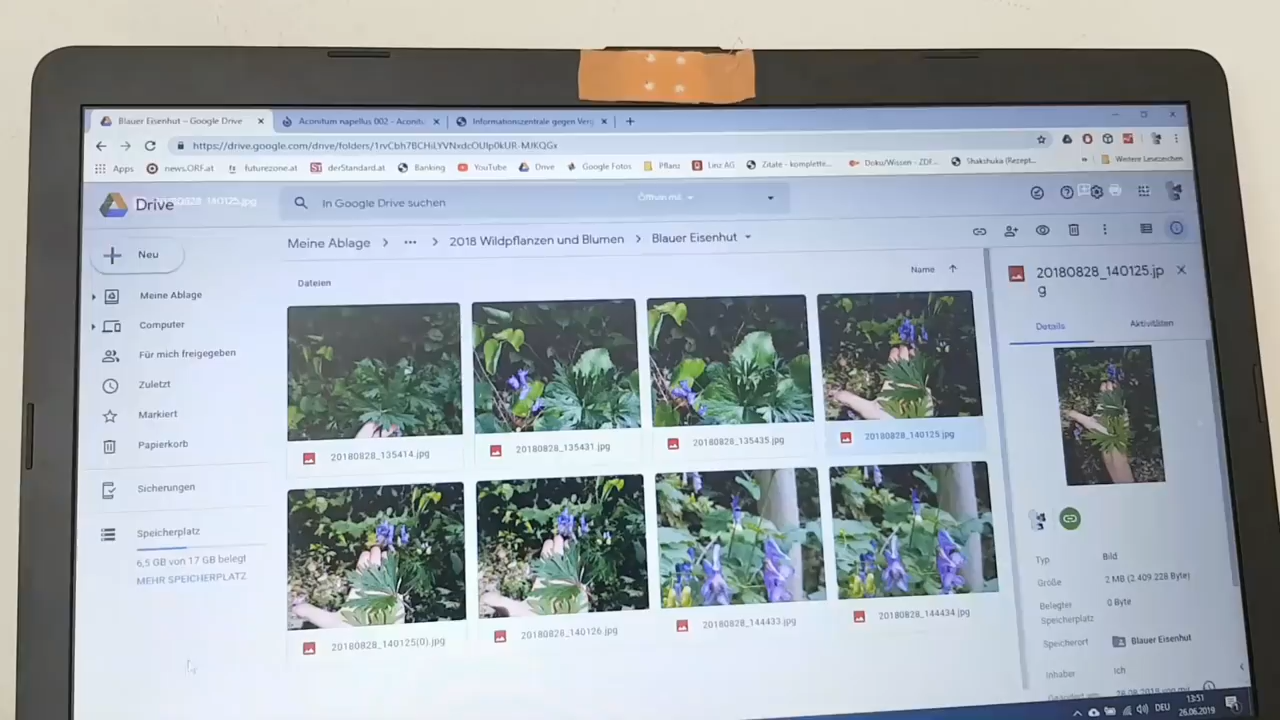 Blauer Eisenhut – Google Drive
Aconitum napellus 002 - Aconit
Informationszentrale gegen Verg
https://drive.google.com/drive/folders/
Apps
news.ORF.at
futurezone.at
derStandard.at
Banking
YouTube
Drive
Google Fotos
Pflanz
Linz AG
Zitate - komplette...
Doku/Wissen - ZDF...
Shakshuka (Rezept...
Weitere Lesezeichen
Drive
20180828_140125.jpg
In Google Drive suchen
Öffnen mit
Neu
Meine Ablage
2018 Wildpflanzen und Blumen
Blauer Eisenhut
Meine Ablage
Computer
Für mich freigegeben
Zuletzt
Markiert
Papierkorb
Sicherungen
Speicherplatz
6,5 GB von 17 GB belegt
MEHR SPEICHERPLATZ
Dateien
Name
20180828_135414.jpg
20180828_135431.jpg
20180828_135435.jpg
20180828_140125.jpg
20180828_140125(0).jpg
20180828_140126.jpg
20180828_144433.jpg
20180828_144434.jpg
20180828_140125.jp
g
Details
Aktivitäten
Typ
Bild
Größe
2 MB (2.409.228 Byte)
Belegter
Speicherplatz
0 Byte
Speicherort
Blauer Eisenhut
Inhaber
Ich
DEU
13:51
26.06.2019